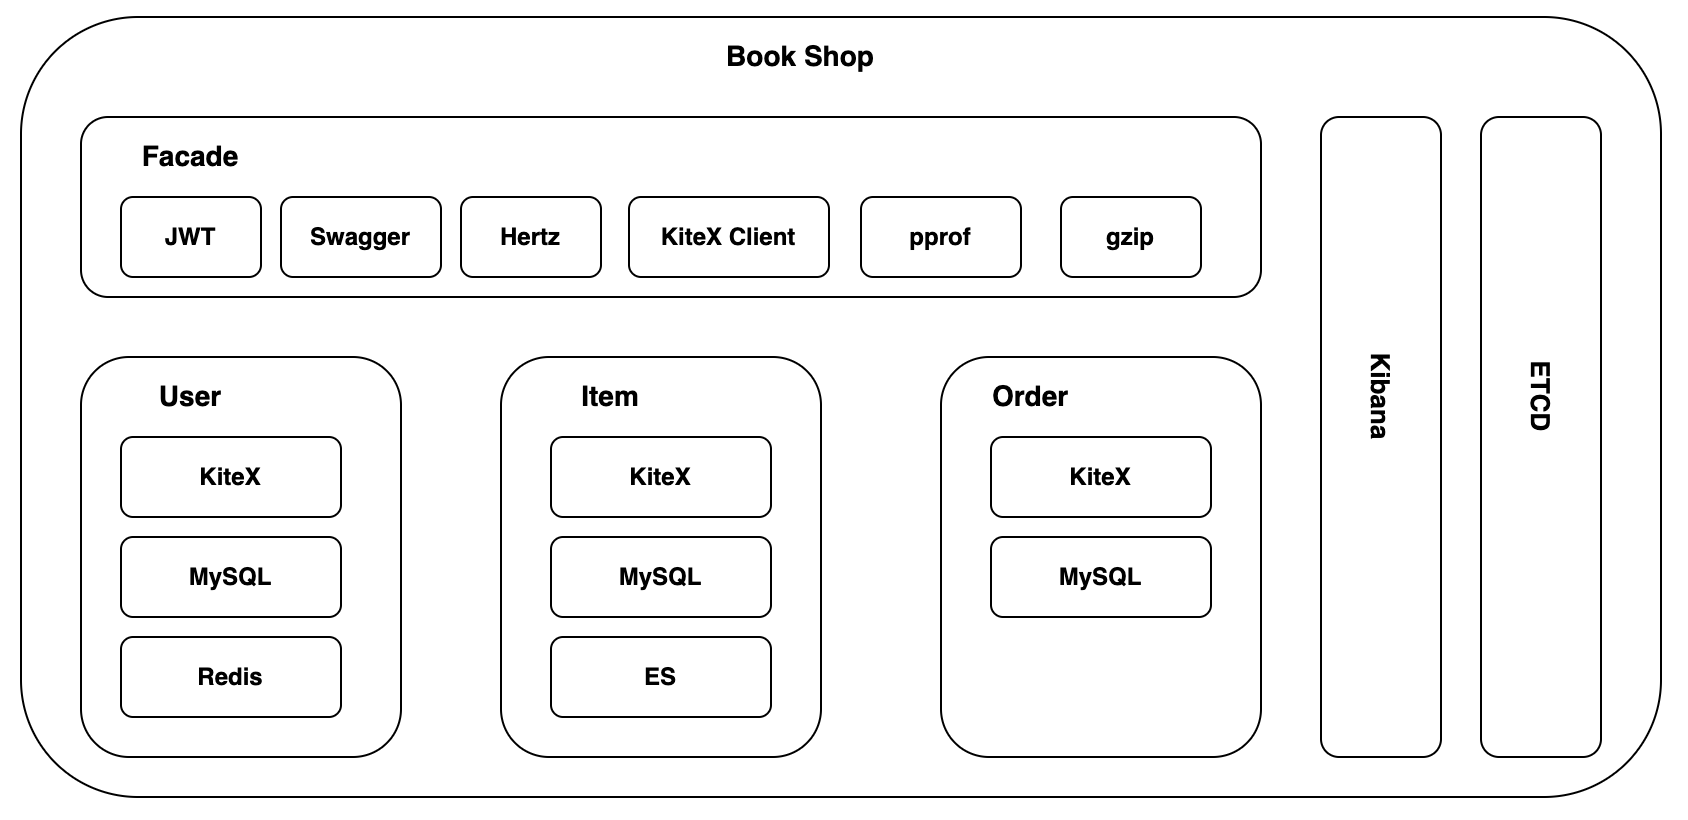 Book Shop
Facade
JWT
Swagger
Hertz
KiteX Client
pprof
gzip
User
KiteX
MySQL
Redis
Item
KiteX
MySQL
ES
Order
KiteX
MySQL
Kibana
ETCD